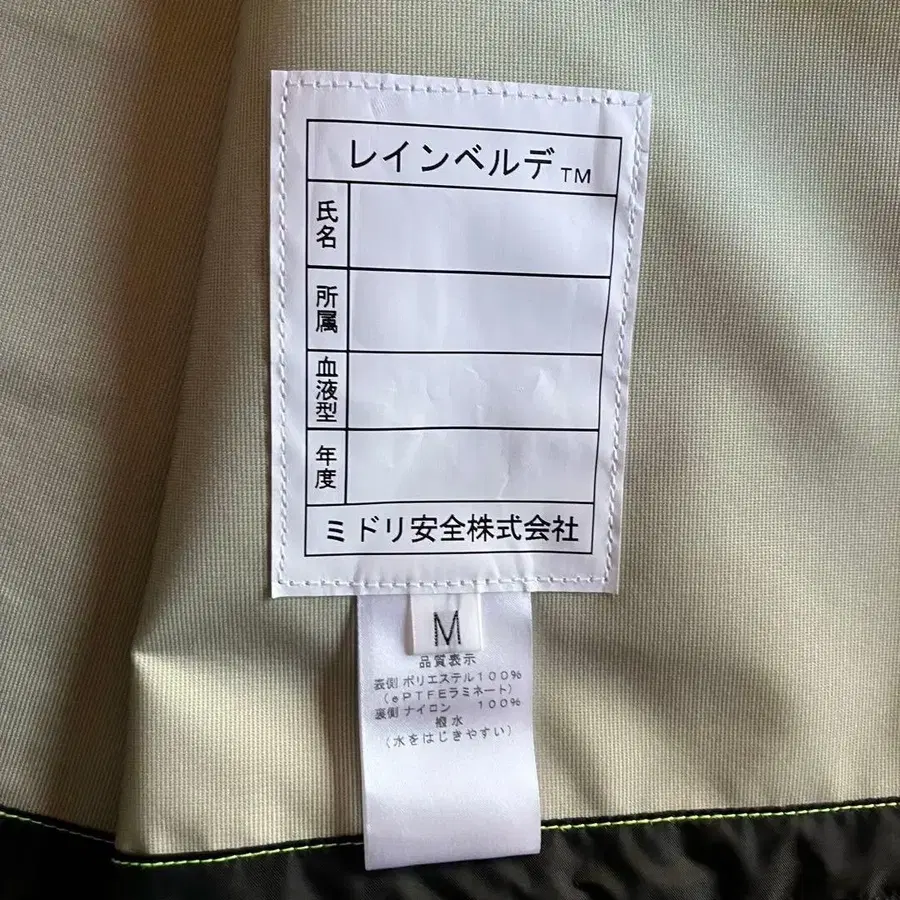 レインベルデ™
氏名
所属
血液型
年度
ミドリ安全株式会社
M
品質表示
表側 ポリエステル100%
(ePTFEラミネート)
裏側 ナイロン 100%
撥水
(水をはじきやすい)